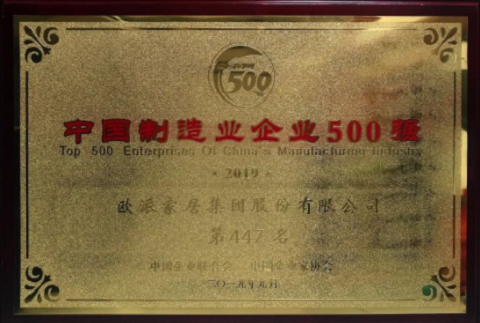 500
中国制造业企业500强
Top 500 Enterprises Of China's Manufacturing Industry
·2019·
欧派家居集团股份有限公司
第447名
中国企业联合会 中国企业家协会
二〇一九年九月